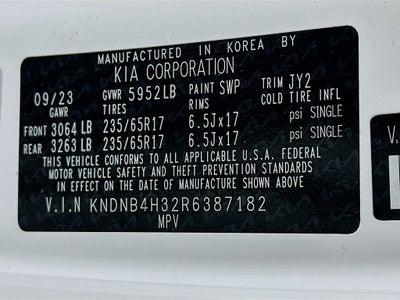 MANUFACTURED IN KOREA BY
KIA CORPORATION
09/23 GVWR 5952LB PAINT SWP TRIM JY2
GAWR TIRES RIMS COLD TIRE INFL
FRONT 3064 LB 235/65R17 6.5Jx17 psi SINGLE
REAR 3263 LB 235/65R17 6.5Jx17 psi SINGLE
THIS VEHICLE CONFORMS TO ALL APPLICABLE U.S.A. FEDERAL
MOTOR VEHICLE SAFETY AND THEFT PREVENTION STANDARDS
IN EFFECT ON THE DATE OF MANUFACTURE SHOWN ABOVE
V.I.N KNDNB4H32R6387182
MPV
V.